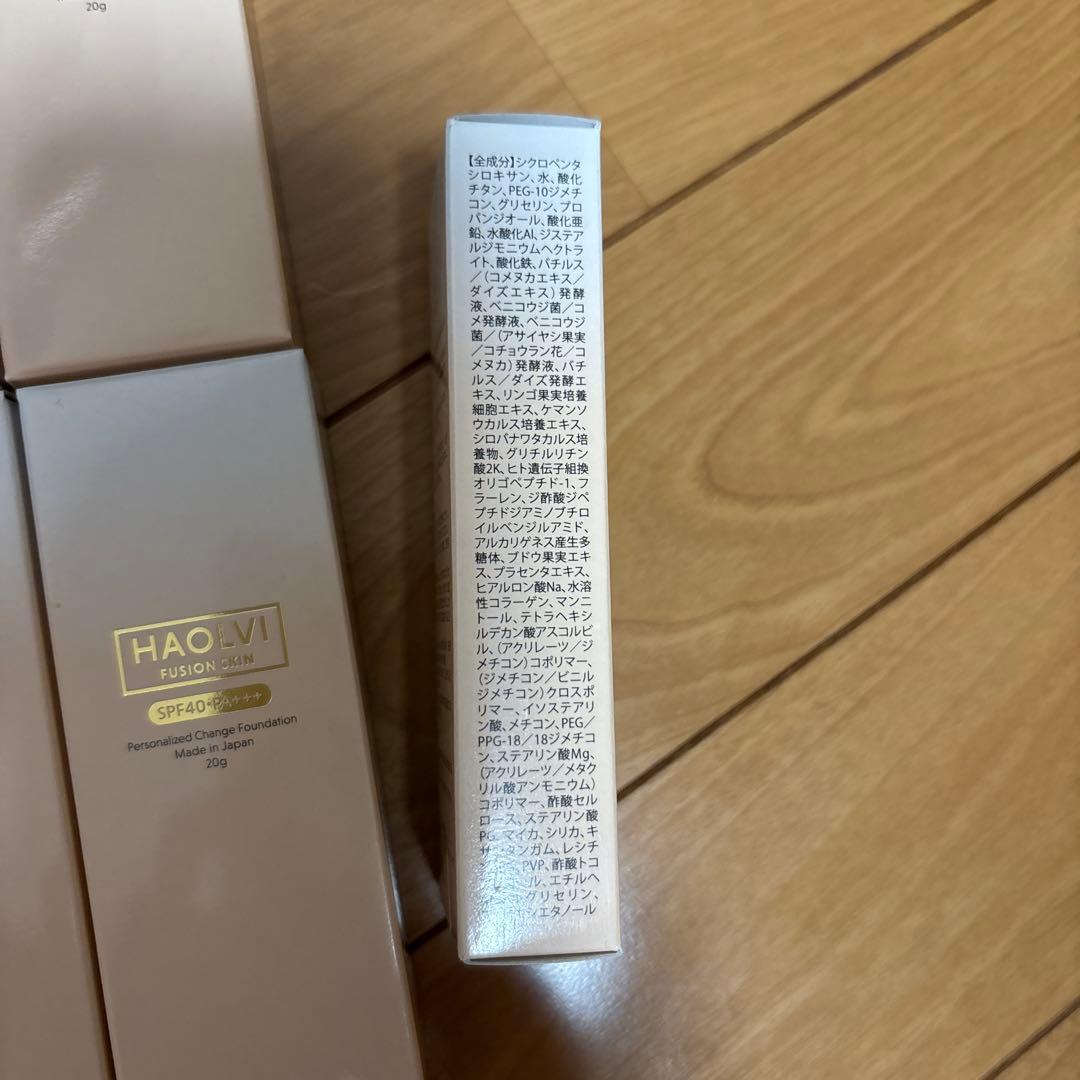 20g
HAOLVI
FUSION SKIN
SPF40・PA+++
Personalized Change Foundation
Made in Japan
20g
【全成分】シクロペンタ
シロキサン、水、酸化
チタン、PEG-10ジメチ
コン、グリセリン、プロ
パンジオール、酸化亜
鉛、水酸化Al、ジステア
ルジモニウムヘクトラ
イト、酸化鉄、バチルス
／（コメヌカエキス／
ダイズエキス）発酵
液、ベニコウジ菌／コ
メ発酵液、ベニコウジ
菌／（アサイヤシ果実
／コチョウラン花／コ
メヌカ）発酵液、バチ
ルス／ダイズ発酵エ
キス、リンゴ果実培養
細胞エキス、ケマンソ
ウカルス培養エキス、
シロバナワタカルス培
養物、グリチルリチン
酸2K、ヒト遺伝子組換
オリゴペプチド-1、フ
ラーレン、ジ酢酸ジペ
プチドジアミノブチロ
イルベンジルアミド、
アルカリゲネス産生多
糖体、ブドウ果実エキ
ス、プラセンタエキス、
ヒアルロン酸Na、水溶
性コラーゲン、マンニ
トール、テトラヘキシ
ルデカン酸アスコルビ
ル、（アクリレーツ／ジ
メチコン）コポリマー、
（ジメチコン／ビニル
ジメチコン）クロスポ
リマー、イソステアリ
ン酸、メチコン、PEG／
PPG-18／18ジメチコ
ン、ステアリン酸Mg、
（アクリレーツ／メタク
リル酸アンモニウム）
コポリマー、酢酸セル
ロース、ステアリン酸
PG、マイカ、シリカ、キ
サンタンガム、レシチ
ン、PVP、酢酸トコ
ル、エチルヘ
グリセリン、
シエタノール